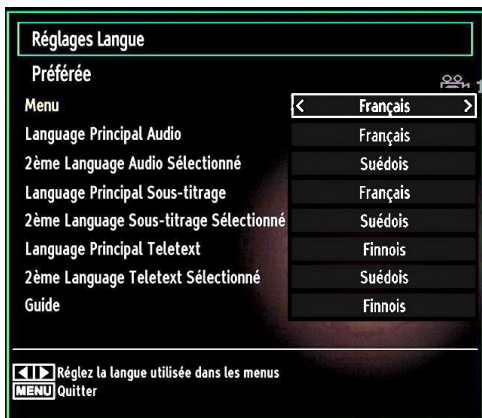 Réglages Langue
Préférée
Menu < Français >
Language Principal Audio Français
2ème Language Audio Sélectionné Suédois
Language Principal Sous-titrage Français
2ème Language Sous-titrage Sélectionné Suédois
Language Principal Teletext Finnois
2ème Language Teletext Sélectionné Suédois
Guide Finnois
Réglez la langue utilisée dans les menus
MENU Quitter